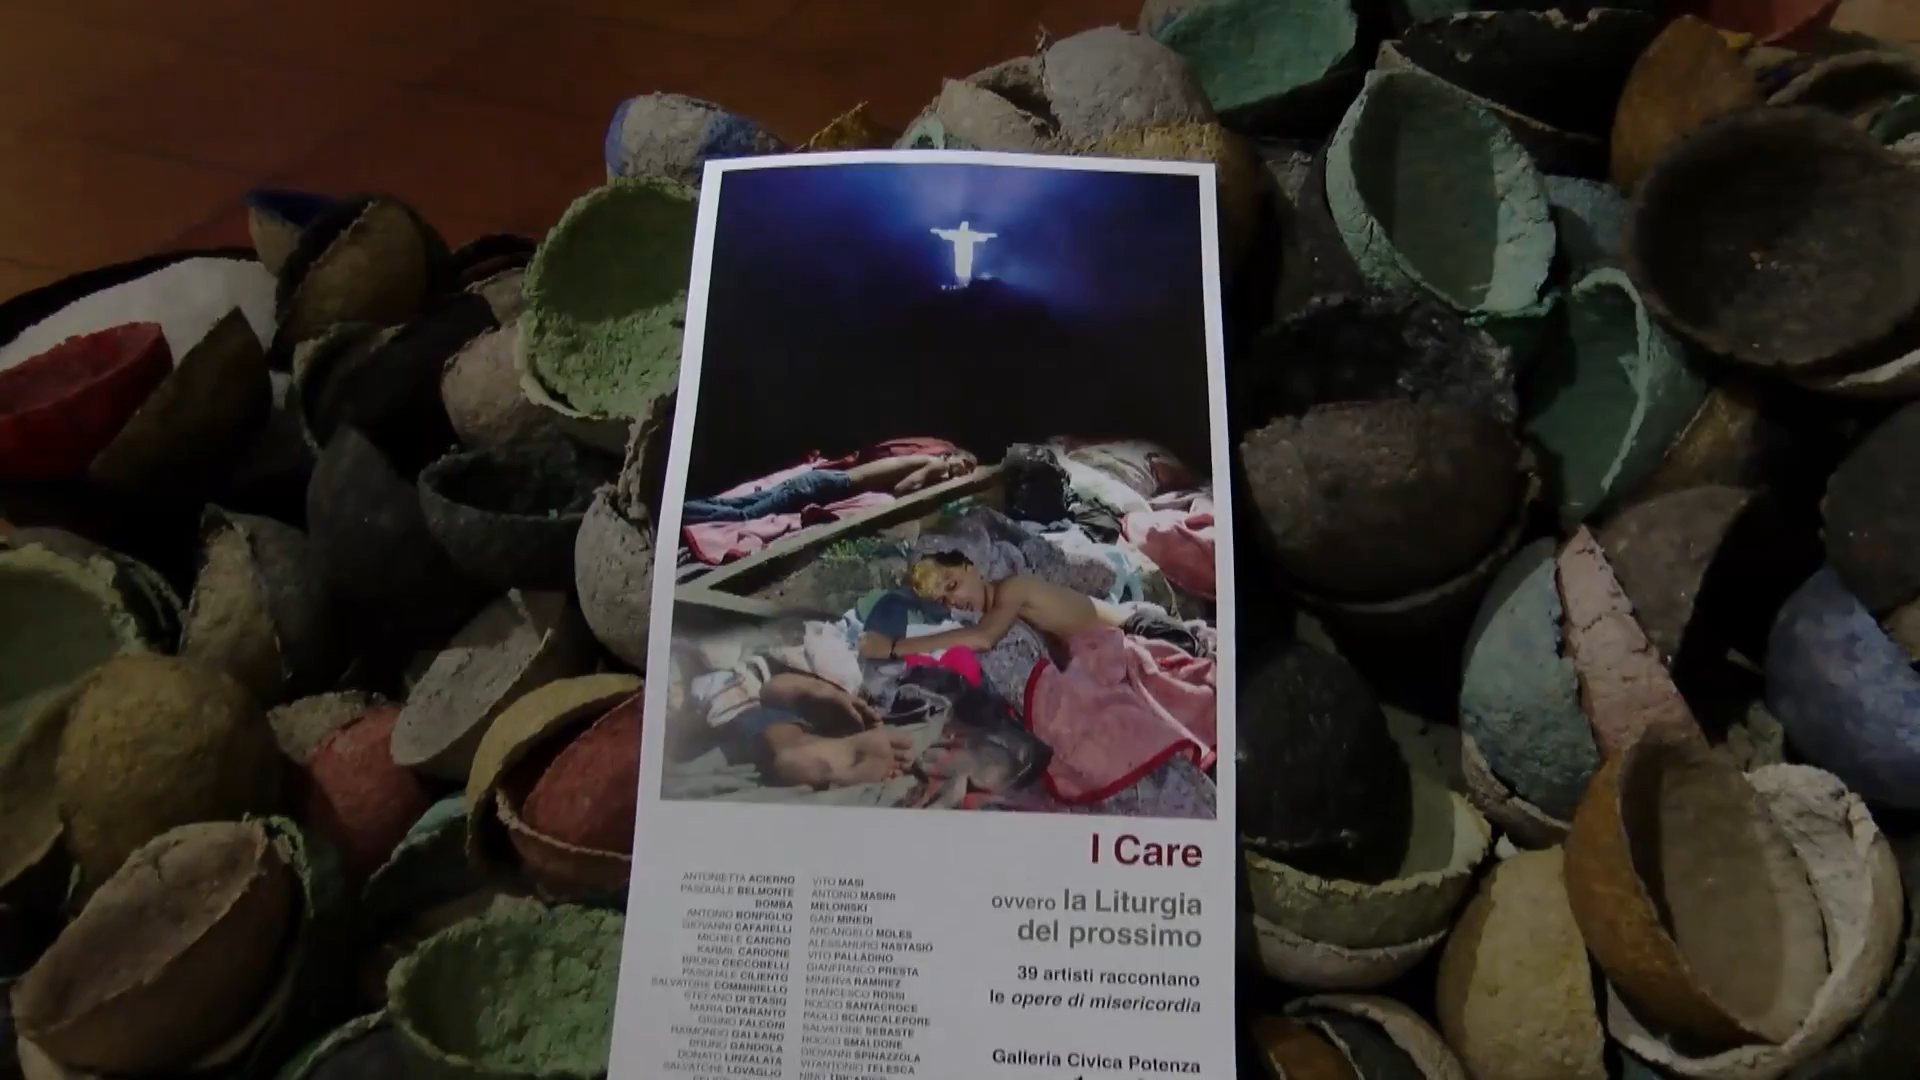 I Care
ovvero la Liturgia
del prossimo
39 artisti raccontano
le opere di misericordia
Galleria Civica Potenza
ANTONIETTA ACIERNO
PASQUALE BELMONTE
BOMBA
ANTONIO BONFIGLIO
GIOVANNI CAFARELLI
MICHELE CANCRO
KARMIL CARDONE
BRUNO CECCOBELLI
PASQUALE CILIENTO
SALVATORE COMMINIELLO
STEFANO DI STASIO
MARIA DITARANTO
GIGINO FALCONI
RAIMONDO GALEANO
BRUNO GANDOLA
DONATO LINZALATA
SALVATORE LOVAGLIO
VITO MASI
ANTONIO MASINI
MELONISKI
GABI MINEDI
ARCANGELO MOLES
ALESSANDRO NASTASIO
VITO PALLADINO
GIANFRANCO PRESTA
MINERVA RAMIREZ
FRANCESCO ROSSI
ROCCO SANTACROCE
PAOLO SCIANCALEPORE
SALVATORE SEBASTE
ROCCO SMALDONE
GIOVANNI SPINAZZOLA
VITANTONIO TELESCA